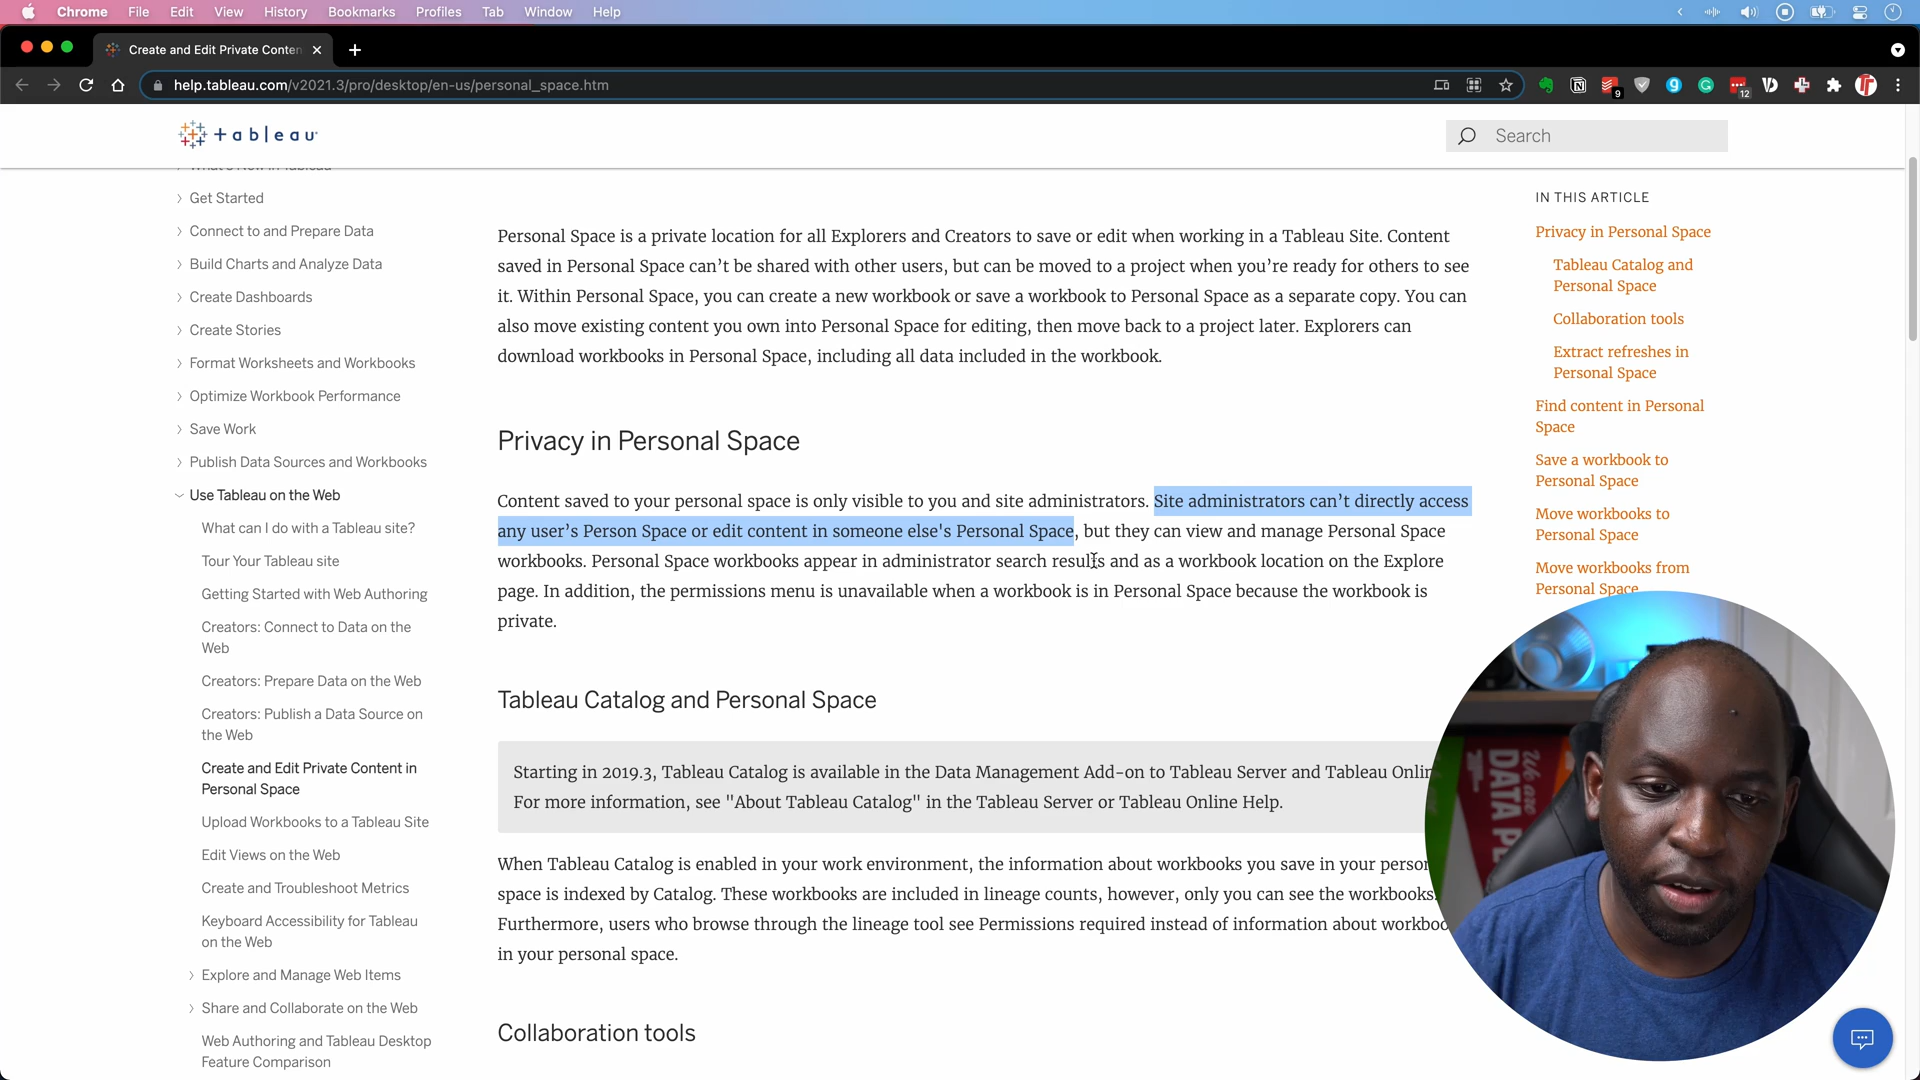 Chrome File Edit View History Bookmarks Profiles Tab Window Help
Create and Edit Private Conten
help.tableau.com/v2021.3/pro/desktop/en-us/personal_space.htm
9
12
+ableau
Search
What's New in Tableau
Get Started
Connect to and Prepare Data
Build Charts and Analyze Data
Create Dashboards
Create Stories
Format Worksheets and Workbooks
Optimize Workbook Performance
Save Work
Publish Data Sources and Workbooks
Use Tableau on the Web
What can I do with a Tableau site?
Tour Your Tableau site
Getting Started with Web Authoring
Creators: Connect to Data on the
Web
Creators: Prepare Data on the Web
Creators: Publish a Data Source on
the Web
Create and Edit Private Content in
Personal Space
Upload Workbooks to a Tableau Site
Edit Views on the Web
Create and Troubleshoot Metrics
Keyboard Accessibility for Tableau
on the Web
Explore and Manage Web Items
Share and Collaborate on the Web
Web Authoring and Tableau Desktop
Feature Comparison
Personal Space is a private location for all Explorers and Creators to save or edit when working in a Tableau Site. Content
saved in Personal Space can’t be shared with other users, but can be moved to a project when you’re ready for others to see
it. Within Personal Space, you can create a new workbook or save a workbook to Personal Space as a separate copy. You can
also move existing content you own into Personal Space for editing, then move back to a project later. Explorers can
download workbooks in Personal Space, including all data included in the workbook.
Privacy in Personal Space
Content saved to your personal space is only visible to you and site administrators. Site administrators can’t directly access
any user’s Person Space or edit content in someone else's Personal Space, but they can view and manage Personal Space
workbooks. Personal Space workbooks appear in administrator search results and as a workbook location on the Explore
page. In addition, the permissions menu is unavailable when a workbook is in Personal Space because the workbook is
private.
Tableau Catalog and Personal Space
Starting in 2019.3, Tableau Catalog is available in the Data Management Add-on to Tableau Server and Tableau Onlin
For more information, see "About Tableau Catalog" in the Tableau Server or Tableau Online Help.
When Tableau Catalog is enabled in your work environment, the information about workbooks you save in your person
space is indexed by Catalog. These workbooks are included in lineage counts, however, only you can see the workbooks.
Furthermore, users who browse through the lineage tool see Permissions required instead of information about workboo
in your personal space.
Collaboration tools
IN THIS ARTICLE
Privacy in Personal Space
Tableau Catalog and
Personal Space
Collaboration tools
Extract refreshes in
Personal Space
Find content in Personal
Space
Save a workbook to
Personal Space
Move workbooks to
Personal Space
Move workbooks from
Personal Space
We are
DATA PE